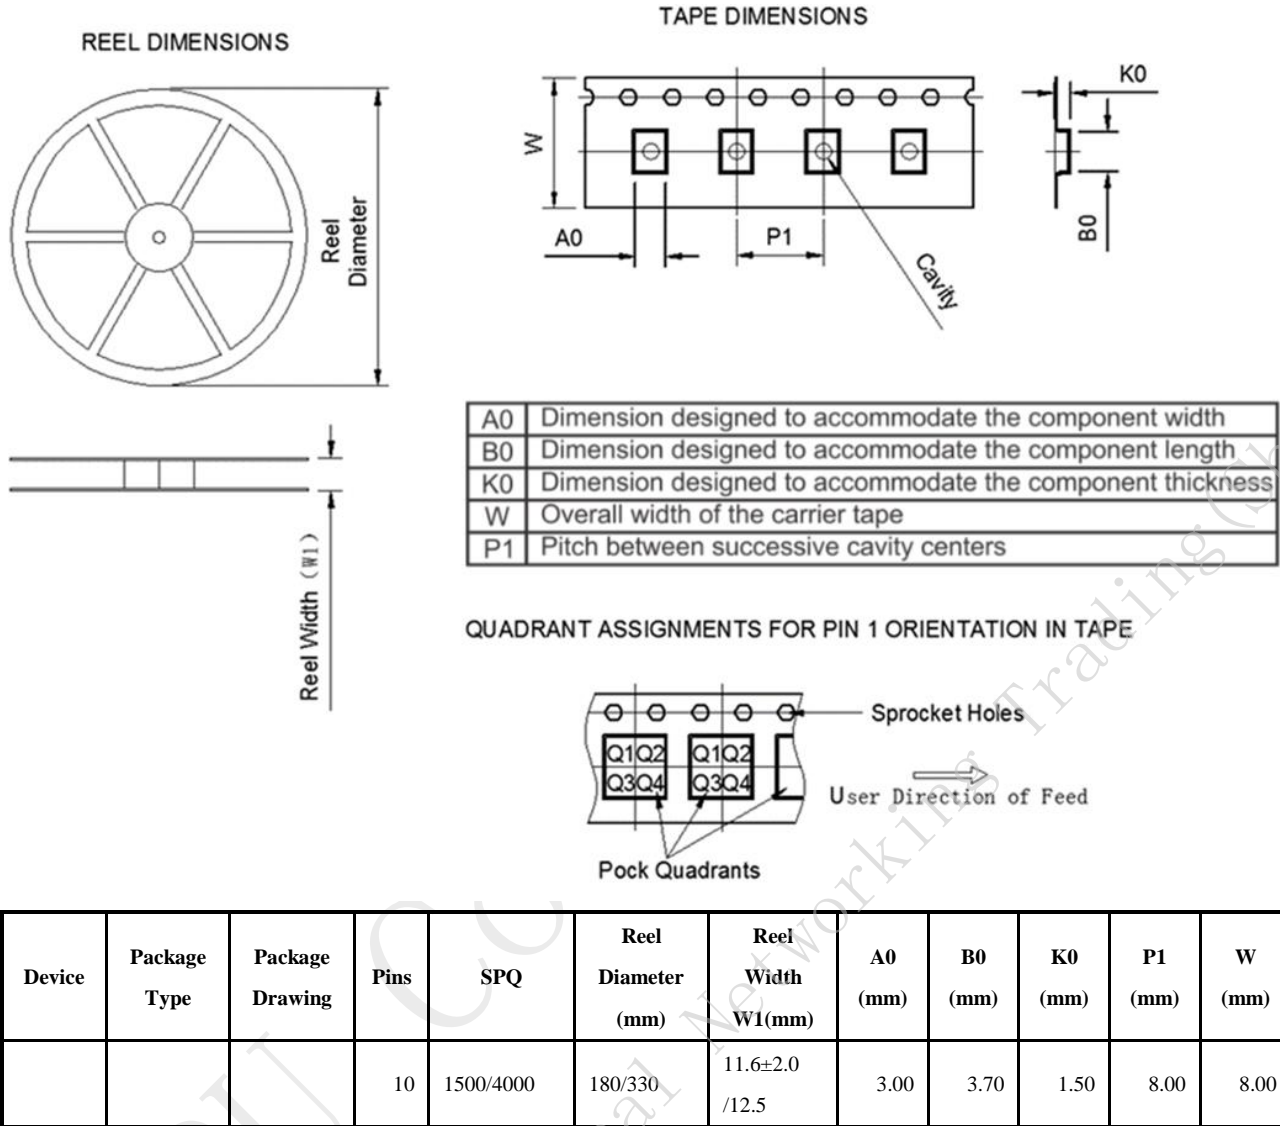 REEL DIMENSIONS
TAPE DIMENSIONS
Reel
Diameter
Reel Width (W1)
W
A0
P1
Cavity
K0
B0
A0 Dimension designed to accommodate the component width
B0 Dimension designed to accommodate the component length
K0 Dimension designed to accommodate the component thickness
W Overall width of the carrier tape
P1 Pitch between successive cavity centers
QUADRANT ASSIGNMENTS FOR PIN 1 ORIENTATION IN TAPE
Sprocket Holes
Q1 Q2 Q1 Q2
Q3 Q4 Q3 Q4
User Direction of Feed
Pock Quadrants
Device Package Type Package Drawing Pins SPQ Reel Diameter (mm) Reel Width W1(mm) A0 (mm) B0 (mm) K0 (mm) P1 (mm) W (mm)
10 1500/4000 180/330 11.6±2.0 /12.5 3.00 3.70 1.50 8.00 8.00
Networking Trading